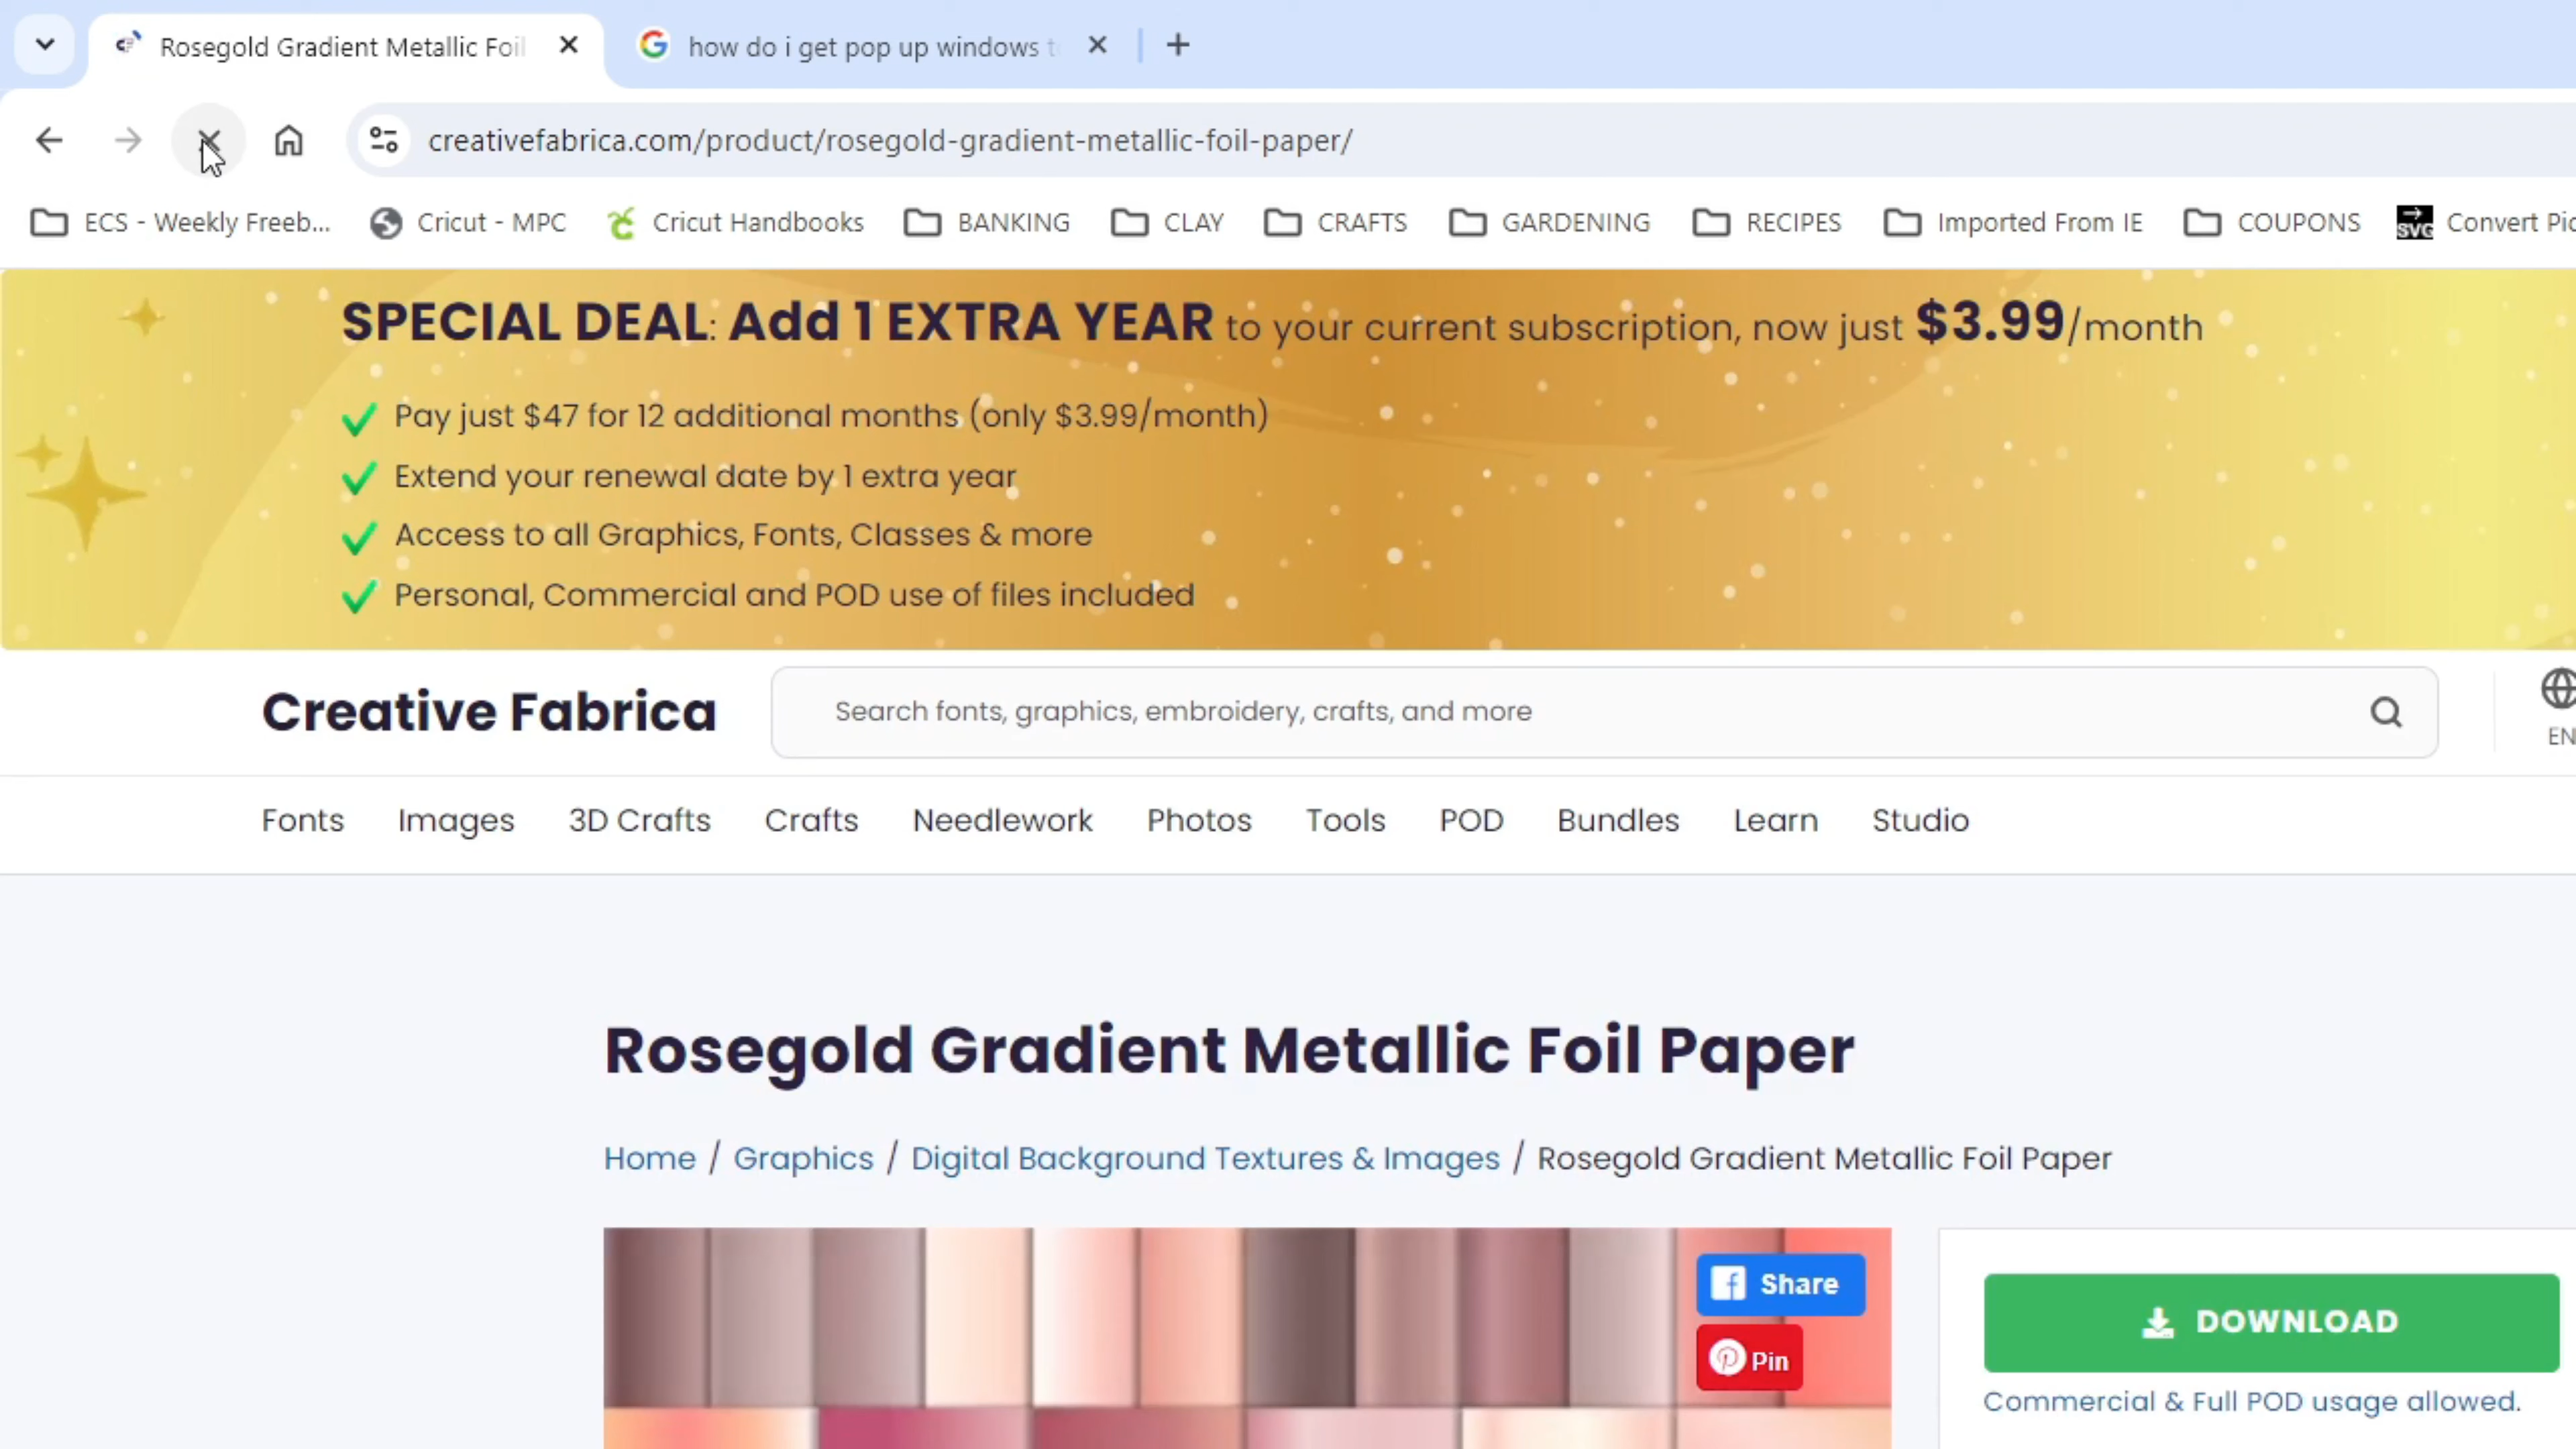 Rosegold Gradient Metallic Foil
how do i get pop up windows
creativefabrica.com/product/rosegold-gradient-metallic-foil-paper/
ECS - Weekly Freeb... Cricut - MPC Cricut Handbooks BANKING CLAY CRAFTS GARDENING RECIPES Imported From IE COUPONS SVG Convert
SPECIAL DEAL: Add 1 EXTRA YEAR to your current subscription, now just $3.99/month
Pay just $47 for 12 additional months (only $3.99/month)
Extend your renewal date by 1 extra year
Access to all Graphics, Fonts, Classes & more
Personal, Commercial and POD use of files included
Creative Fabrica
Search fonts, graphics, embroidery, crafts, and more
EN
Fonts Images 3D Crafts Crafts Needlework Photos Tools POD Bundles Learn Studio
Rosegold Gradient Metallic Foil Paper
Home / Graphics / Digital Background Textures & Images / Rosegold Gradient Metallic Foil Paper
Share
Pin
DOWNLOAD
Commercial & Full POD usage allowed.